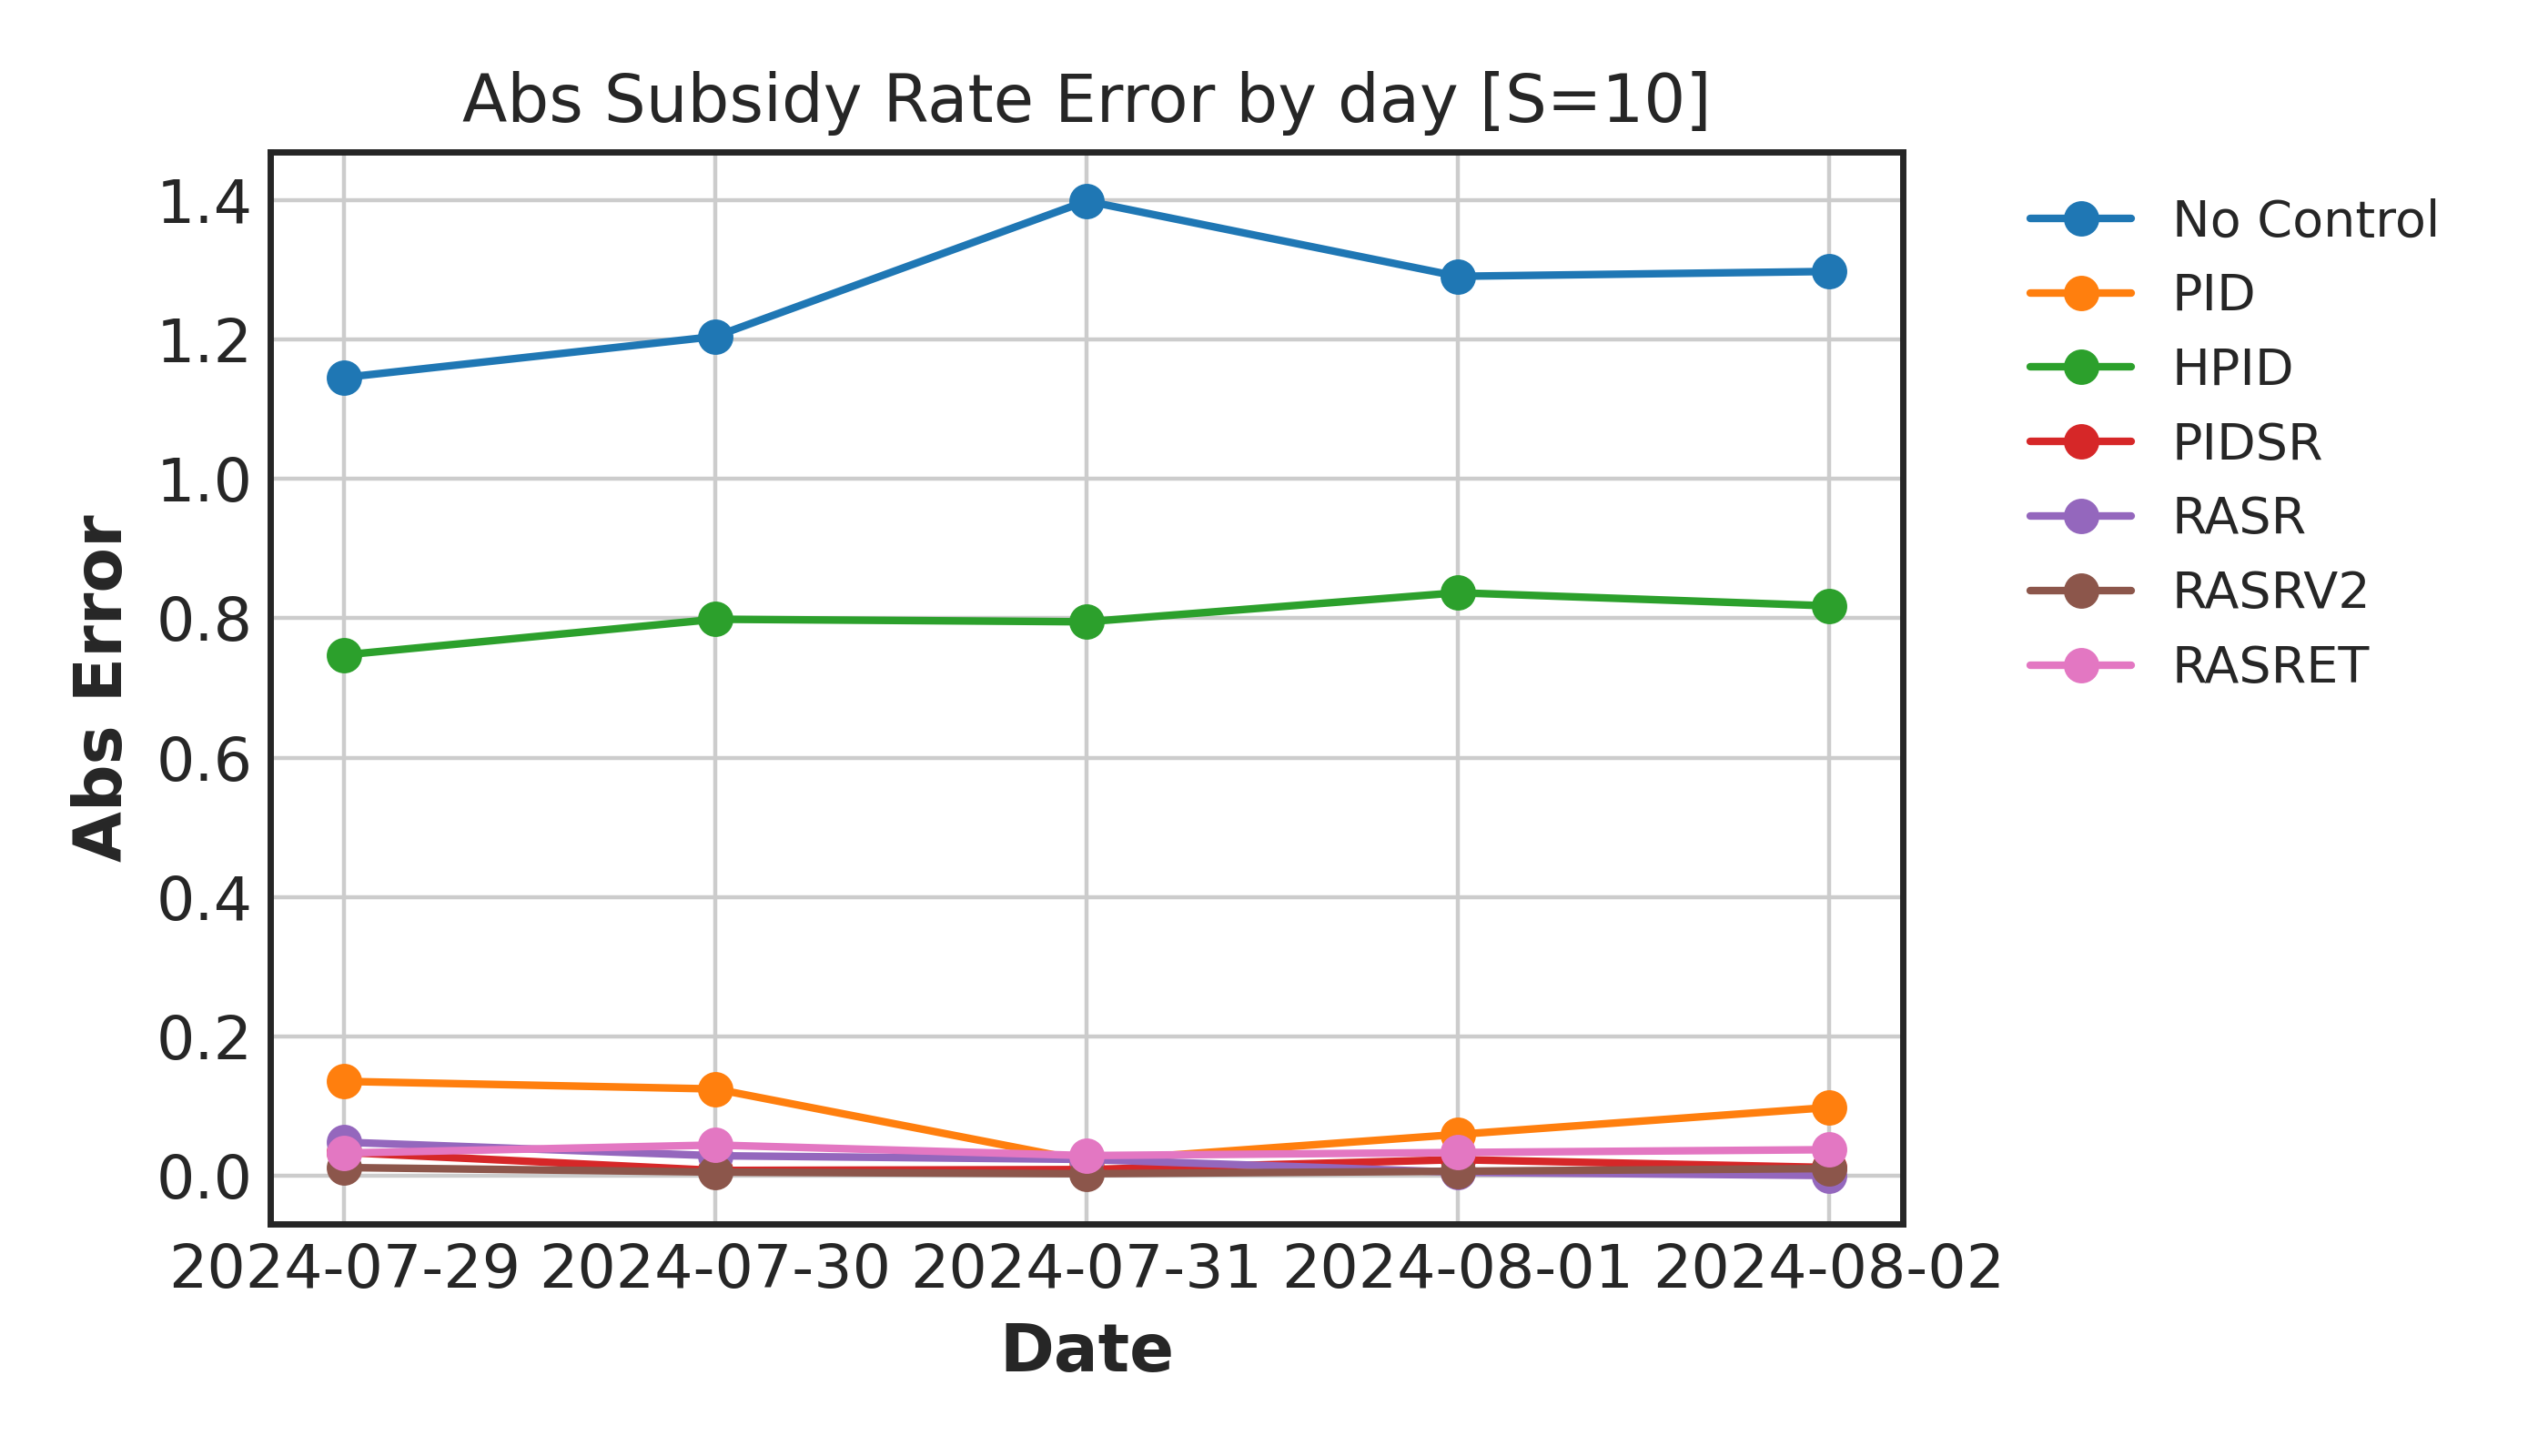 Abs Subsidy Rate Error by day [S=10]
Abs Error
1.4
1.2
1.0
0.8
0.6
0.4
0.2
0.0
2024-07-29 2024-07-30 2024-07-31 2024-08-01 2024-08-02
Date
No Control
PID
HPID
PIDSR
RASR
RASRV2
RASRET